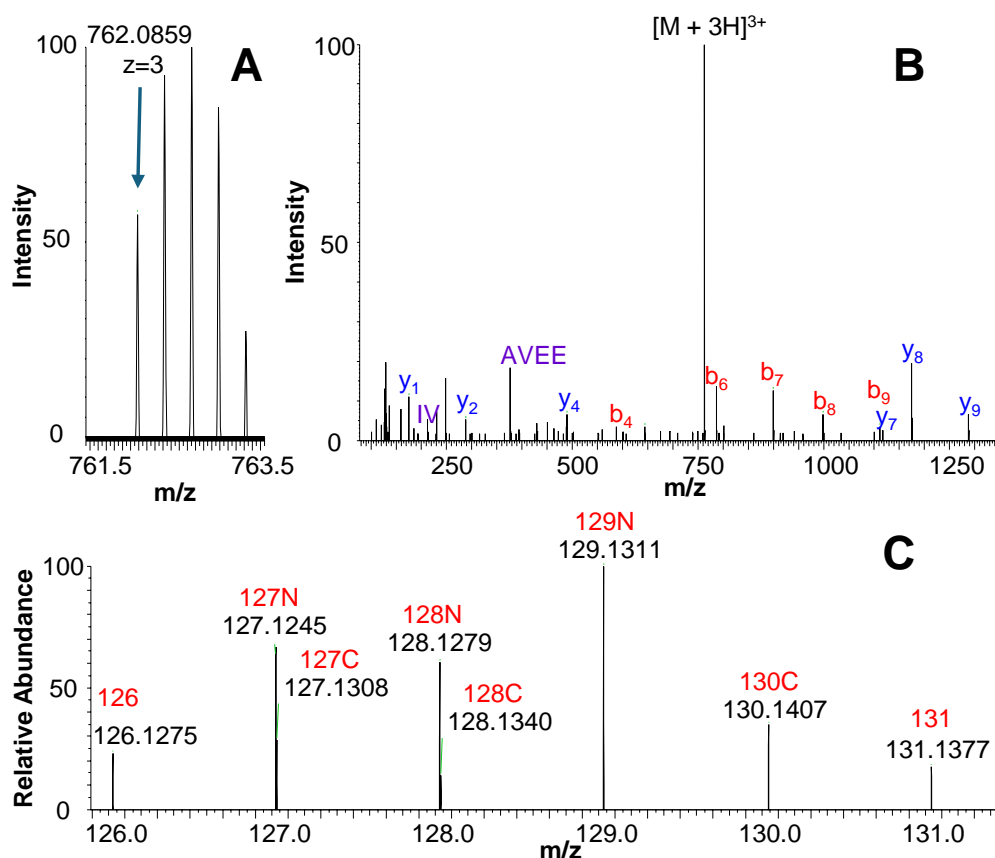 762.0859
z=3
A
100
50
0
Intensity
761.5
763.5
m/z
[M + 3H]3+
B
100
50
0
Intensity
y1
IV
y2
AVEE
y4
b4
b6
b7
b8
b9
y7
y8
y9
250
500
750
1000
1250
m/z
C
129N
129.1311
127N
127.1245
127C
127.1308
128N
128.1279
128C
128.1340
126
126.1275
130C
130.1407
131
131.1377
100
50
0
Relative Abundance
126.0
127.0
128.0
129.0
130.0
131.0
m/z